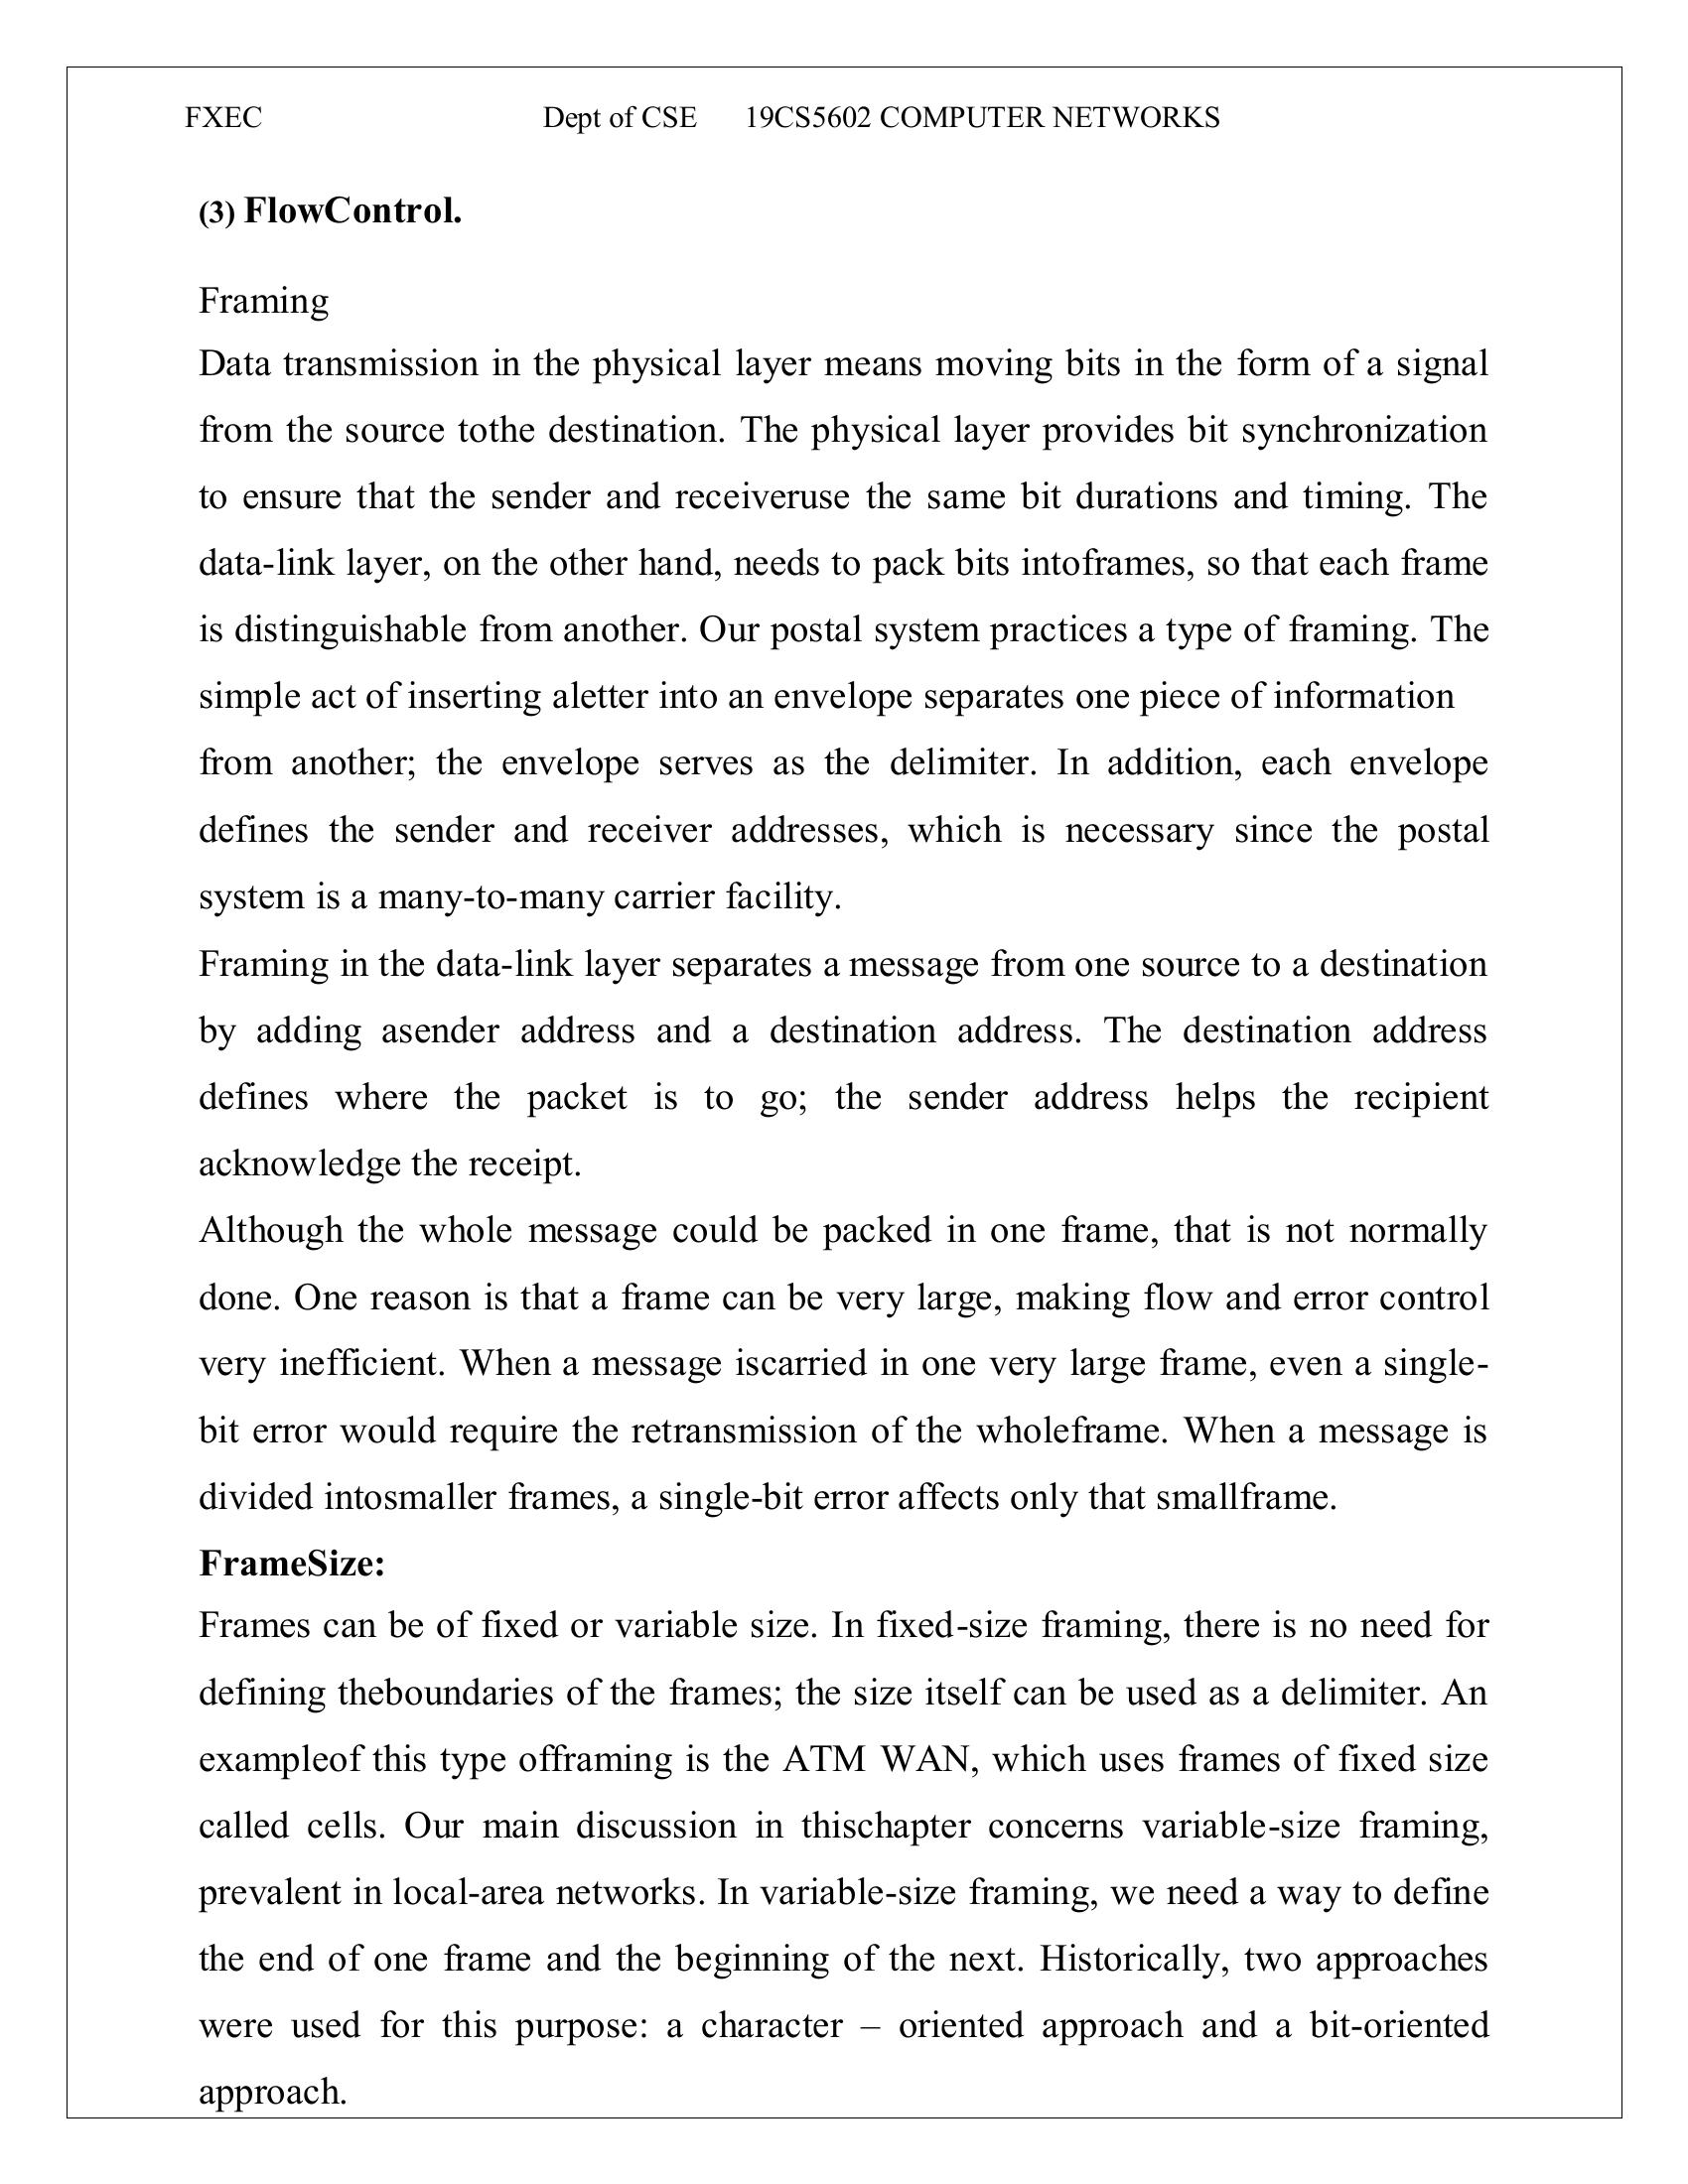 FXEC Dept of CSE 19CS5602 COMPUTER NETWORKS
(3) FlowControl.
Framing
Data transmission in the physical layer means moving bits in the form of a signal
from the source tothe destination. The physical layer provides bit synchronization
to ensure that the sender and receiveruse the same bit durations and timing. The
data-link layer, on the other hand, needs to pack bits intoframes, so that each frame
is distinguishable from another. Our postal system practices a type of framing. The
simple act of inserting aletter into an envelope separates one piece of information
from another; the envelope serves as the delimiter. In addition, each envelope
defines the sender and receiver addresses, which is necessary since the postal
system is a many-to-many carrier facility.
Framing in the data-link layer separates a message from one source to a destination
by adding asender address and a destination address. The destination address
defines where the packet is to go; the sender address helps the recipient
acknowledge the receipt.
Although the whole message could be packed in one frame, that is not normally
done. One reason is that a frame can be very large, making flow and error control
very inefficient. When a message iscarried in one very large frame, even a single-
bit error would require the retransmission of the wholeframe. When a message is
divided intosmaller frames, a single-bit error affects only that smallframe.
FrameSize:
Frames can be of fixed or variable size. In fixed-size framing, there is no need for
defining theboundaries of the frames; the size itself can be used as a delimiter. An
exampleof this type offraming is the ATM WAN, which uses frames of fixed size
called cells. Our main discussion in thischapter concerns variable-size framing,
prevalent in local-area networks. In variable-size framing, we need a way to define
the end of one frame and the beginning of the next. Historically, two approaches
were used for this purpose: a character – oriented approach and a bit-oriented
approach.